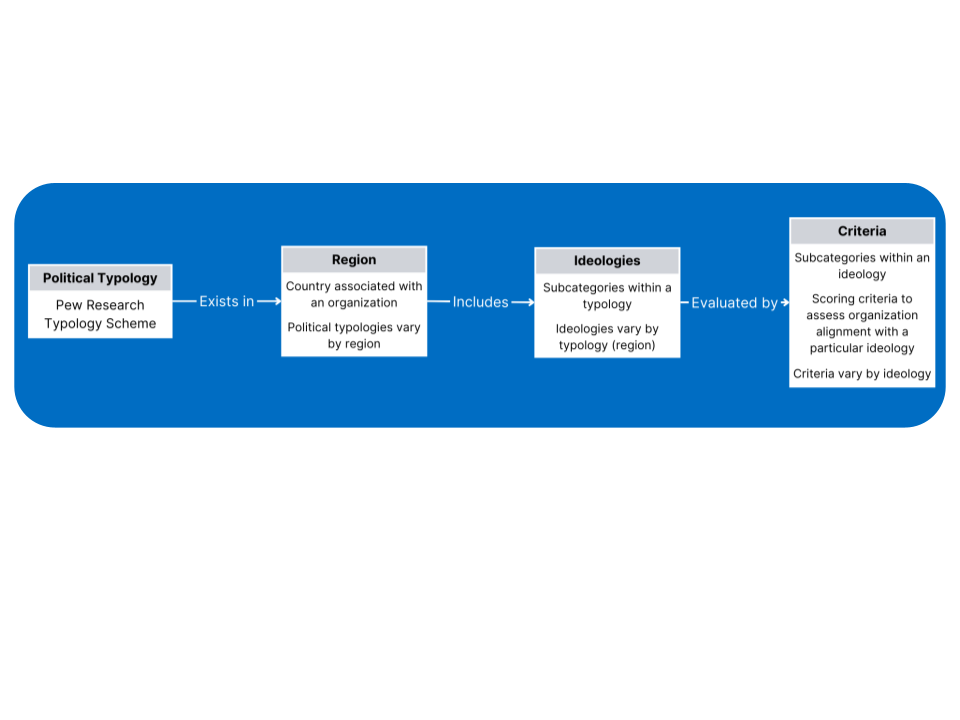 Political Typology
Pew Research
Typology Scheme
Exists in
Region
Country associated with
an organization
Political typologies vary
by region
Includes
Ideologies
Subcategories within a
typology
Ideologies vary by
typology (region)
Evaluated by
Criteria
Subcategories within an
ideology
Scoring criteria to
assess organization
alignment with a
particular ideology
Criteria vary by ideology